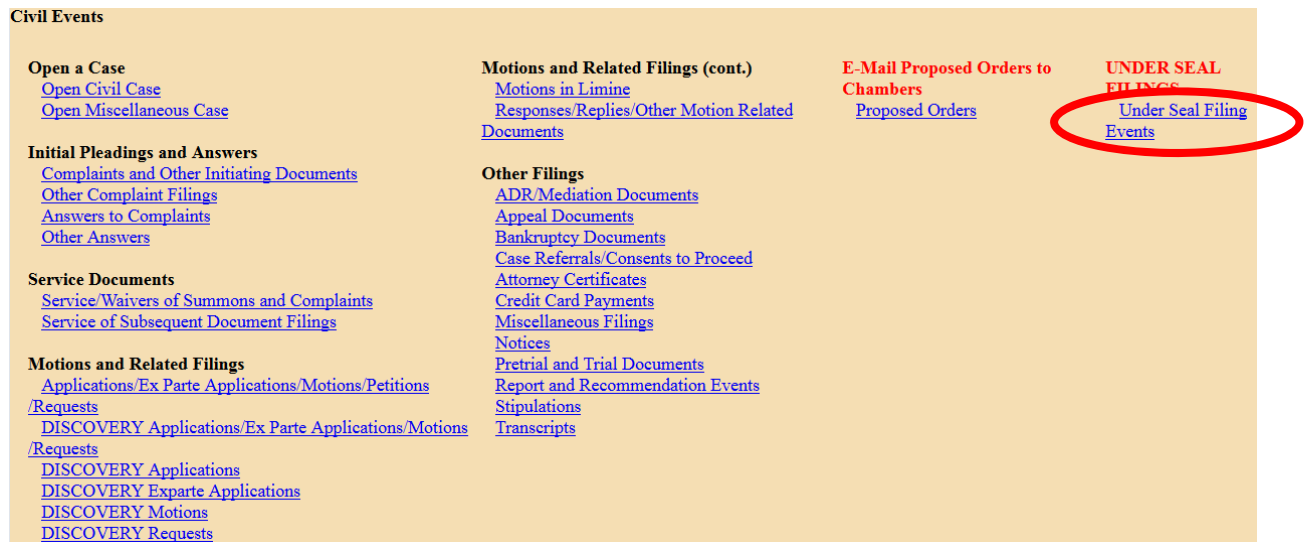 Civil Events
Open a Case
Open Civil Case
Open Miscellaneous Case
Initial Pleadings and Answers
Complaints and Other Initiating Documents
Other Complaint Filings
Answers to Complaints
Other Answers
Service Documents
Service/Waivers of Summons and Complaints
Service of Subsequent Document Filings
Motions and Related Filings
Applications/Ex Parte Applications/Motions/Petitions
/Requests
DISCOVERY Applications/Ex Parte Applications/Motions
/Requests
DISCOVERY Applications
DISCOVERY Exparte Applications
DISCOVERY Motions
DISCOVERY Requests
Motions and Related Filings (cont.)
Motions in Limine
Responses/Replies/Other Motion Related
Documents
Other Filings
ADR/Mediation Documents
Appeal Documents
Bankruptcy Documents
Case Referrals/Consents to Proceed
Attorney Certificates
Credit Card Payments
Miscellaneous Filings
Notices
Pretrial and Trial Documents
Report and Recommendation Events
Stipulations
Transcripts
E-Mail Proposed Orders to
Chambers
Proposed Orders
UNDER SEAL
FILINGS
Under Seal Filing
Events